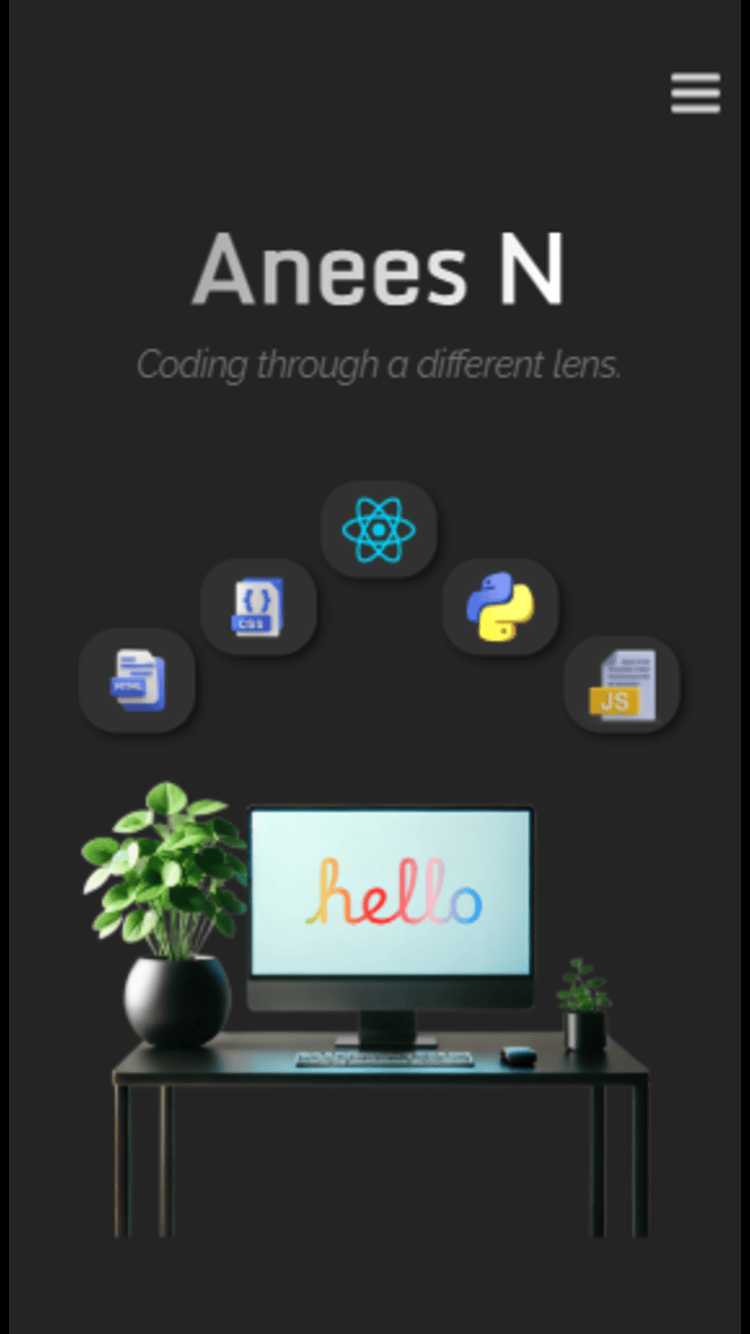 Anees N
Coding through a different lens.
CSS
HTML
JS
hello